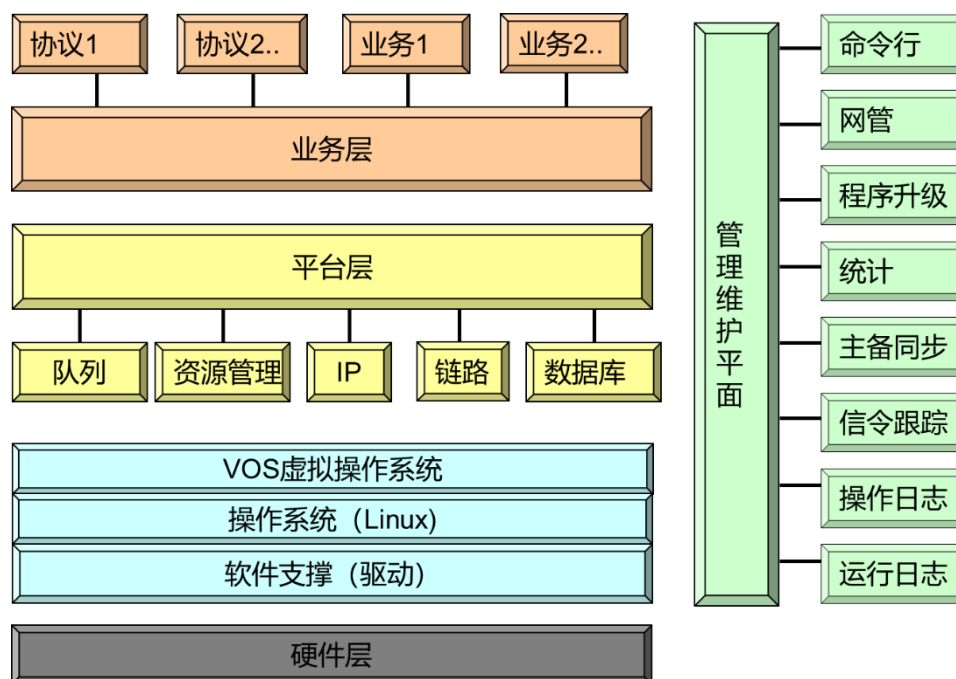 协议1
协议2..
业务1
业务2..
业务层
平台层
队列
资源管理
IP
链路
数据库
VOS虚拟操作系统
操作系统（Linux)
软件支撑（驱动）
硬件层
管理维护平面
命令行
网管
程序升级
统计
主备同步
信令跟踪
操作日志
运行日志